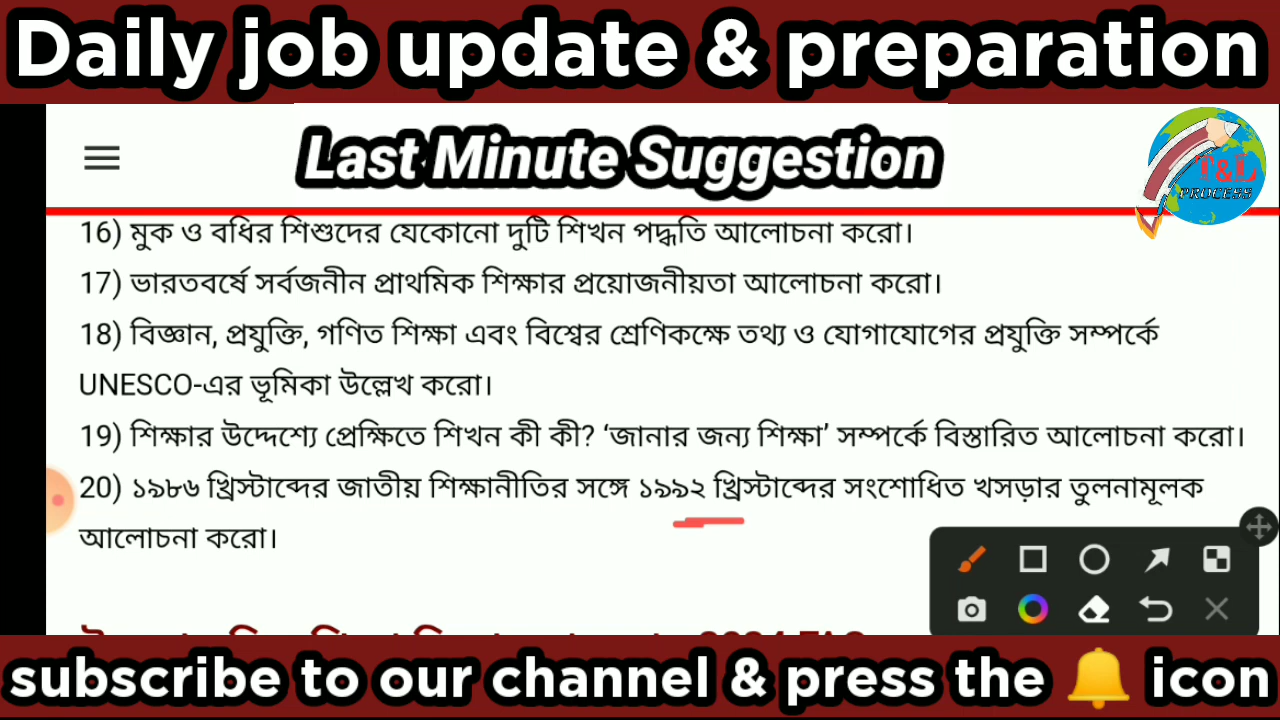 Daily job update & preparation
Last Minute Suggestion
T&L
PROCESS
16) মুক ও বধির শিশুদের যেকোনো দুটি শিখন পদ্ধতি আলোচনা করো।
17) ভারতবর্ষে সর্বজনীন প্রাথমিক শিক্ষার প্রয়োজনীয়তা আলোচনা করো।
18) বিজ্ঞান, প্রযুক্তি, গণিত শিক্ষা এবং বিশ্বের শ্রেণিকক্ষে তথ্য ও যোগাযোগের প্রযুক্তি সম্পর্কে
UNESCO-এর ভূমিকা উল্লেখ করো।
19) শিক্ষার উদ্দেশ্যে প্রেক্ষিতে শিখন কী কী? ‘জানার জন্য শিক্ষা’ সম্পর্কে বিস্তারিত আলোচনা করো।
20) ১৯৮৬ খ্রিস্টাব্দের জাতীয় শিক্ষানীতির সঙ্গে ১৯৯২ খ্রিস্টাব্দের সংশোধিত খসড়ার তুলনামূলক
আলোচনা করো।
subscribe to our channel & press the icon